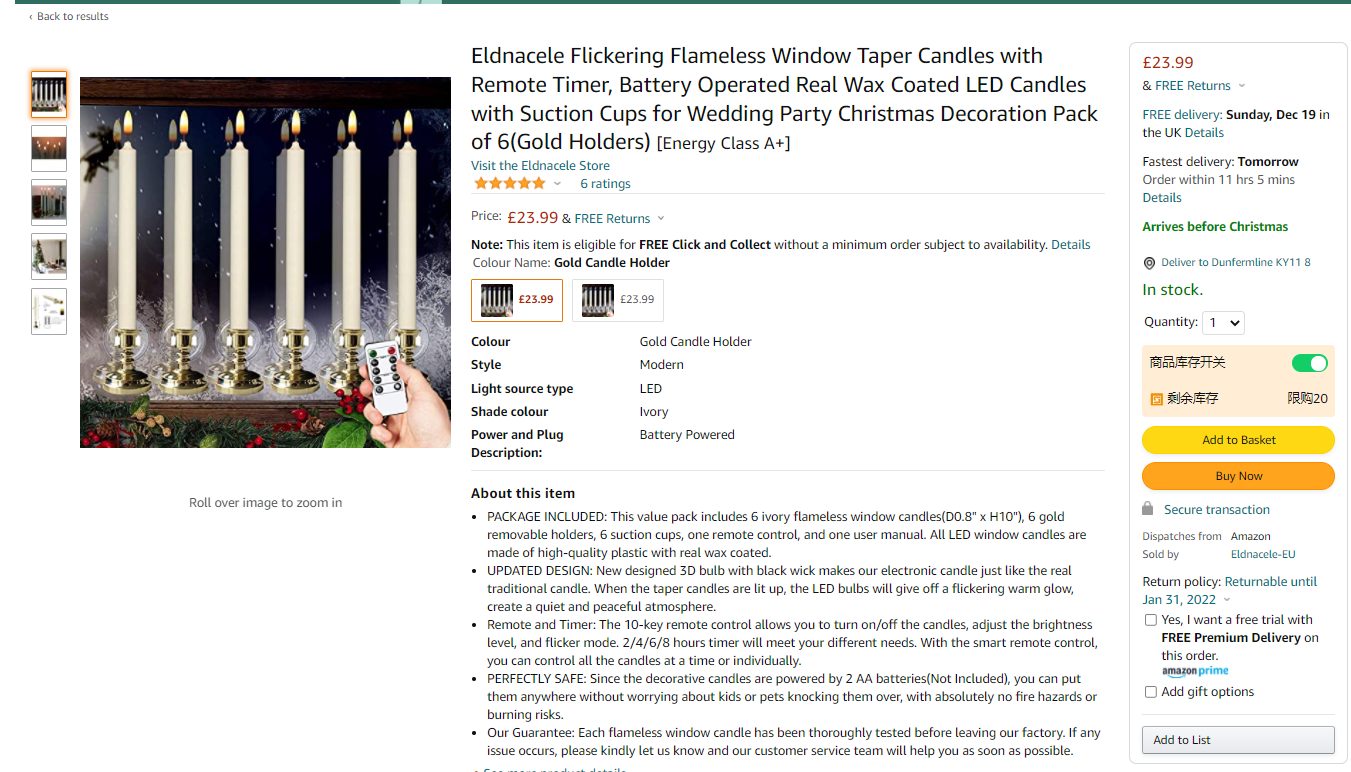 ‹ Back to results
Eldnacele Flickering Flameless Window Taper Candles with
Remote Timer, Battery Operated Real Wax Coated LED Candles
with Suction Cups for Wedding Party Christmas Decoration Pack
of 6(Gold Holders) [Energy Class A+]
Visit the Eldnacele Store
6 ratings
Price: £23.99 & FREE Returns
Note: This item is eligible for FREE Click and Collect without a minimum order subject to availability. Details
Colour Name: Gold Candle Holder
£23.99 £23.99
Colour Gold Candle Holder
Style Modern
Light source type LED
Shade colour Ivory
Power and Plug Battery Powered
Description:
About this item
• PACKAGE INCLUDED: This value pack includes 6 ivory flameless window candles(D0.8" x H10"), 6 gold
removable holders, 6 suction cups, one remote control, and one user manual. All LED window candles are
made of high-quality plastic with real wax coated.
• UPDATED DESIGN: New designed 3D bulb with black wick makes our electronic candle just like the real
traditional candle. When the taper candles are lit up, the LED bulbs will give off a flickering warm glow,
create a quiet and peaceful atmosphere.
• Remote and Timer: The 10-key remote control allows you to turn on/off the candles, adjust the brightness
level, and flicker mode. 2/4/6/8 hours timer will meet your different needs. With the smart remote control,
you can control all the candles at a time or individually.
• PERFECTLY SAFE: Since the decorative candles are powered by 2 AA batteries(Not Included), you can put
them anywhere without worrying about kids or pets knocking them over, with absolutely no fire hazards or
burning risks.
• Our Guarantee: Each flameless window candle has been thoroughly tested before leaving our factory. If any
issue occurs, please kindly let us know and our customer service team will help you as soon as possible.
See more product details
Roll over image to zoom in
£23.99
& FREE Returns
FREE delivery: Sunday, Dec 19 in
the UK Details
Fastest delivery: Tomorrow
Order within 11 hrs 5 mins
Details
Arrives before Christmas
Deliver to Dunfermline KY11 8
In stock.
Quantity: 1
商品库存开关
剩余库存 限购20
Add to Basket
Buy Now
Secure transaction
Dispatches from Amazon
Sold by Eldnacele-EU
Return policy: Returnable until
Jan 31, 2022
Yes, I want a free trial with
FREE Premium Delivery on
this order.
amazon prime
Add gift options
Add to List